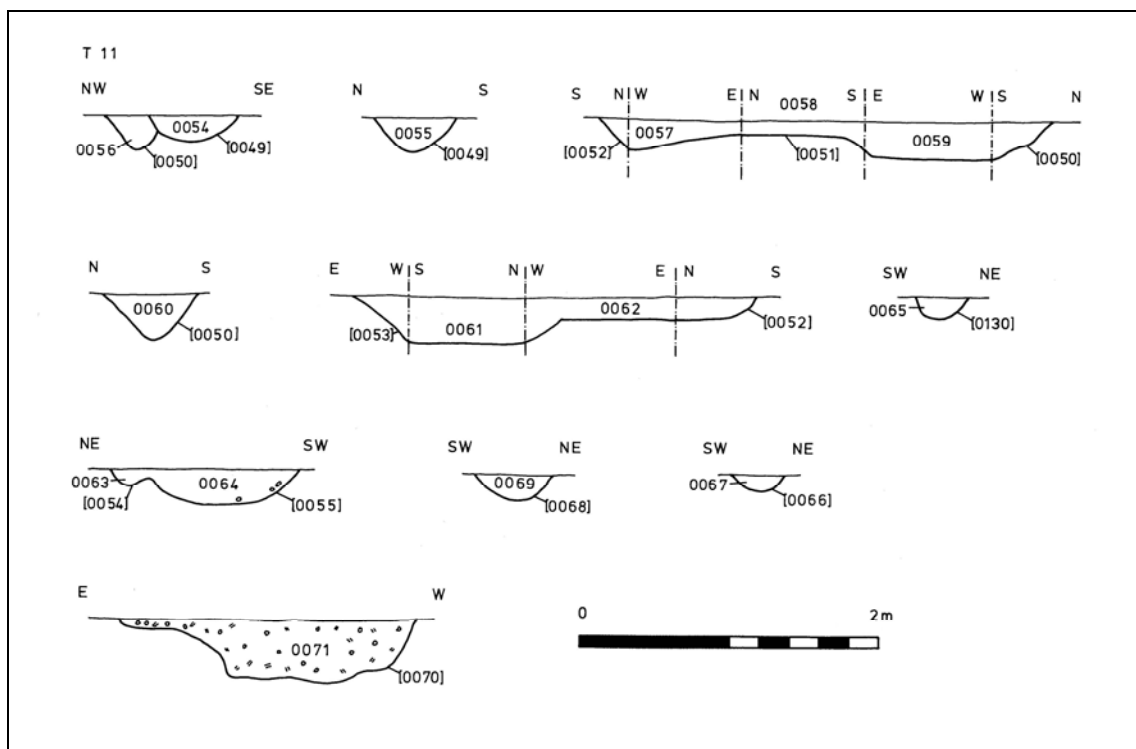 T 11
NW SE N S S N W E N 0058 S E W S N
0054 0055 0057 0059
0056 [0050] [0049] [0049] [0052] [0051] [0050]
N S E W S N W E N S SW NE
0060 [0050] [0053] 0061 0062 [0052] 0065 [0130]
NE SW SW NE SW NE
0063 0064 0069 0067
[0054] [0055] [0068] [0066]
E W
0 2m
0071
[0070]